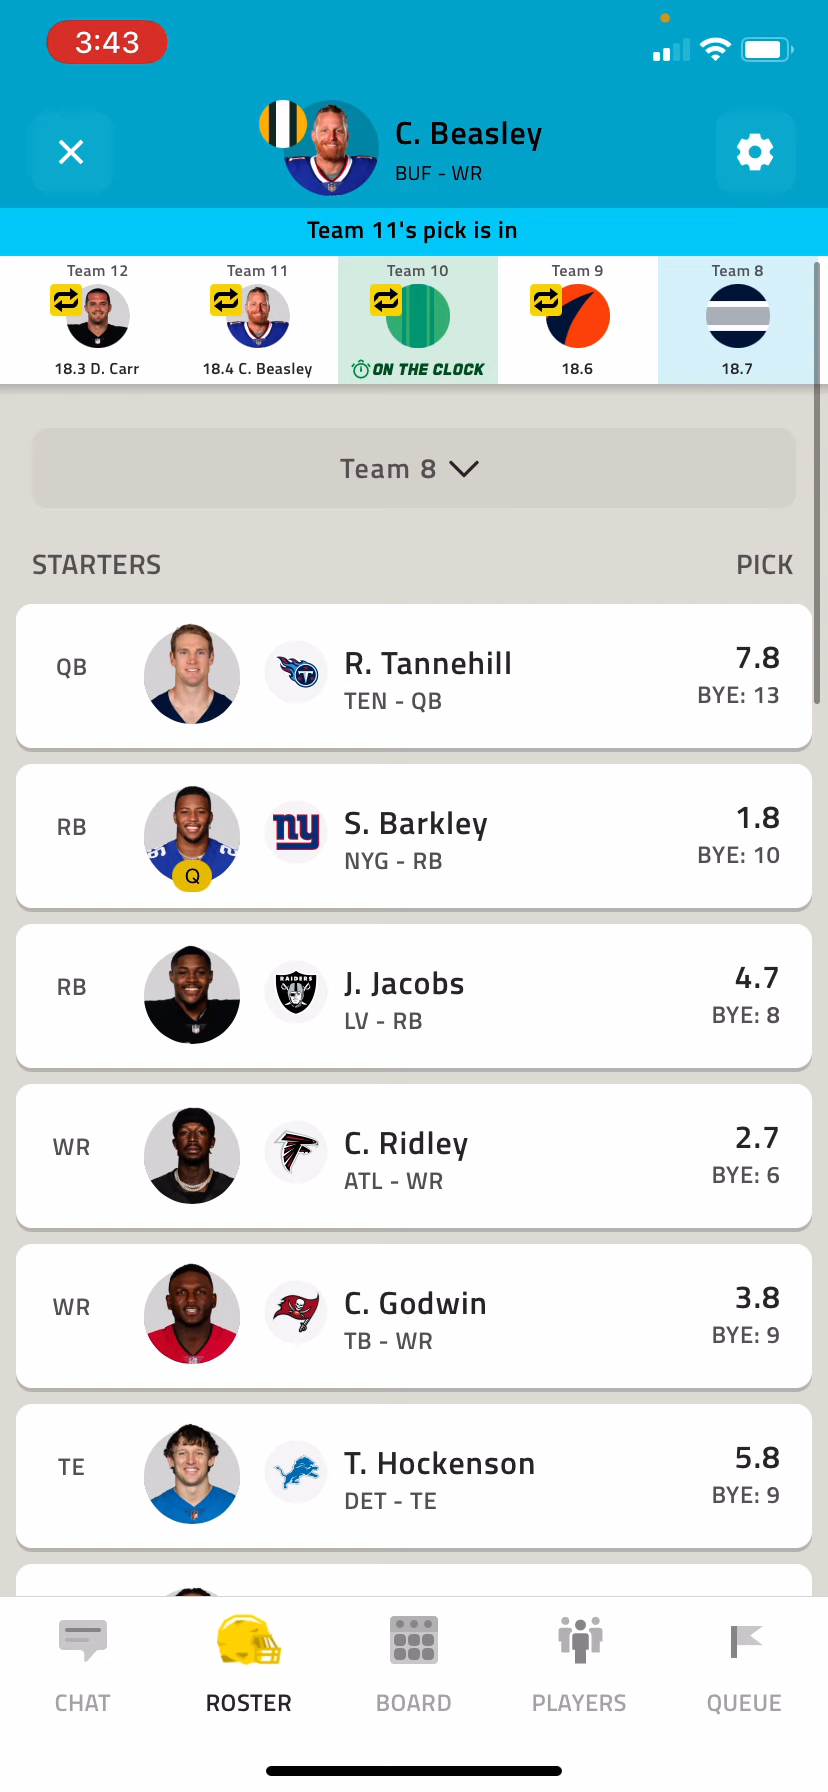 3:43
C. Beasley
BUF - WR
Team 11's pick is in
Team 12
Team 11
Team 10
Team 9
Team 8
18.3 D. Carr
18.4 C. Beasley
ON THE CLOCK
18.6
18.7
Team 8
STARTERS
PICK
QB
R. Tannehill
TEN - QB
7.8
BYE: 13
RB
Q
ny
S. Barkley
NYG - RB
1.8
BYE: 10
RB
RAIDERS
J. Jacobs
LV - RB
4.7
BYE: 8
WR
C. Ridley
ATL - WR
2.7
BYE: 6
WR
C. Godwin
TB - WR
3.8
BYE: 9
TE
T. Hockenson
DET - TE
5.8
BYE: 9
CHAT
ROSTER
BOARD
PLAYERS
QUEUE